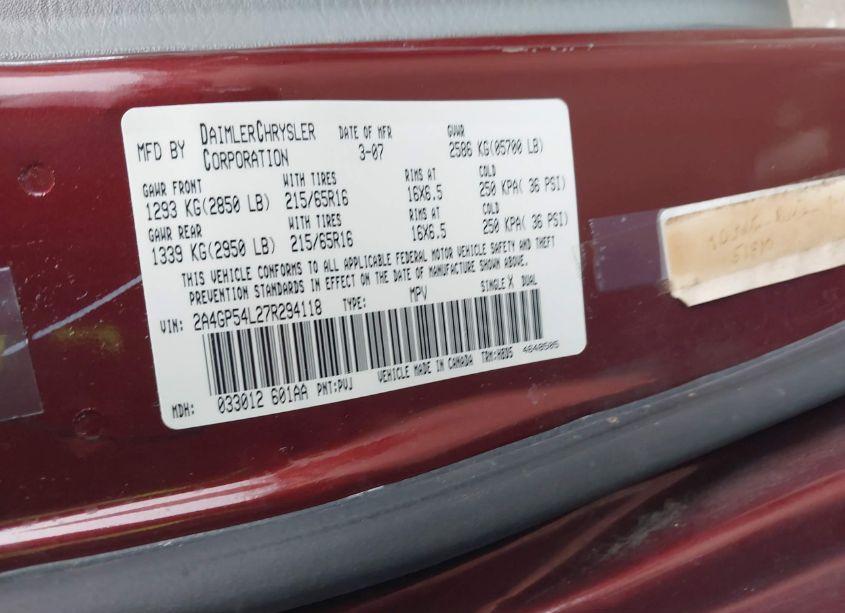 MFD BY DAIMLERCHRYSLER CORPORATION DATE OF MFR 3-07 GVWR 2586 KG(05700 LB)
GAWR FRONT WITH TIRES RIMS AT COLD
1293 KG(2850 LB) 215/65R16 16X6.5 250 KPA( 36 PSI)
GAWR REAR WITH TIRES RIMS AT COLD
1339 KG(2950 LB) 215/65R16 16X6.5 250 KPA( 36 PSI)
THIS VEHICLE CONFORMS TO ALL APPLICABLE FEDERAL MOTOR VEHICLE SAFETY AND THEFT
PREVENTION STANDARDS IN EFFECT ON THE DATE OF MANUFACTURE SHOWN ABOVE.
VIN: 2A4GP54L27R294118 TYPE: MPV SINGLE X DUAL
MDH: 033012 601AA PNT:PVJ VEHICLE MADE IN CANADA TRM:H8D5 4648505